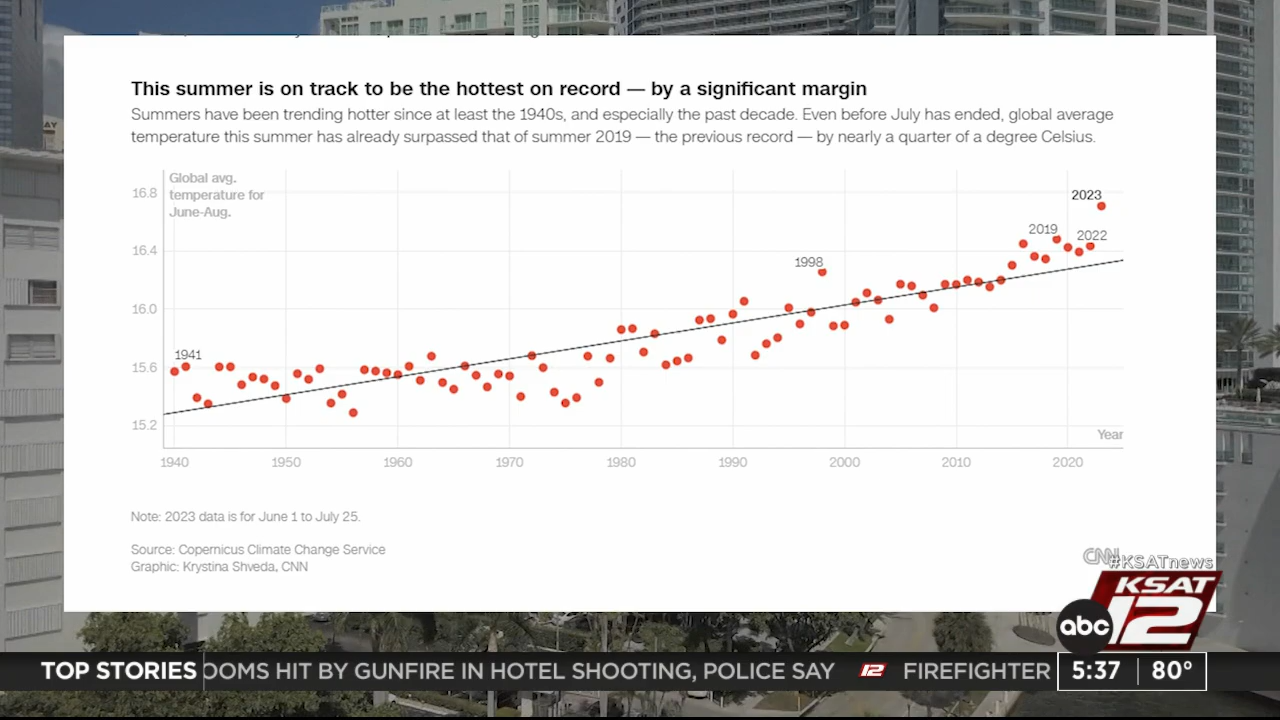 This summer is on track to be the hottest on record — by a significant margin
Summers have been trending hotter since at least the 1940s, and especially the past decade. Even before July has ended, global average
temperature this summer has already surpassed that of summer 2019 — the previous record — by nearly a quarter of a degree Celsius.
Global avg.
temperature for
June-Aug.
16.8
16.4
16.0
15.6
15.2
1941
1998
2019
2022
2023
Year
1940 1950 1960 1970 1980 1990 2000 2010 2020
Note: 2023 data is for June 1 to July 25.
Source: Copernicus Climate Change Service
Graphic: Krystina Shveda, CNN
CNN
#KSATnews
KSAT
12
abc
TOP STORIES OOMS HIT BY GUNFIRE IN HOTEL SHOOTING, POLICE SAY 12 FIREFIGHTER 5:37 80°